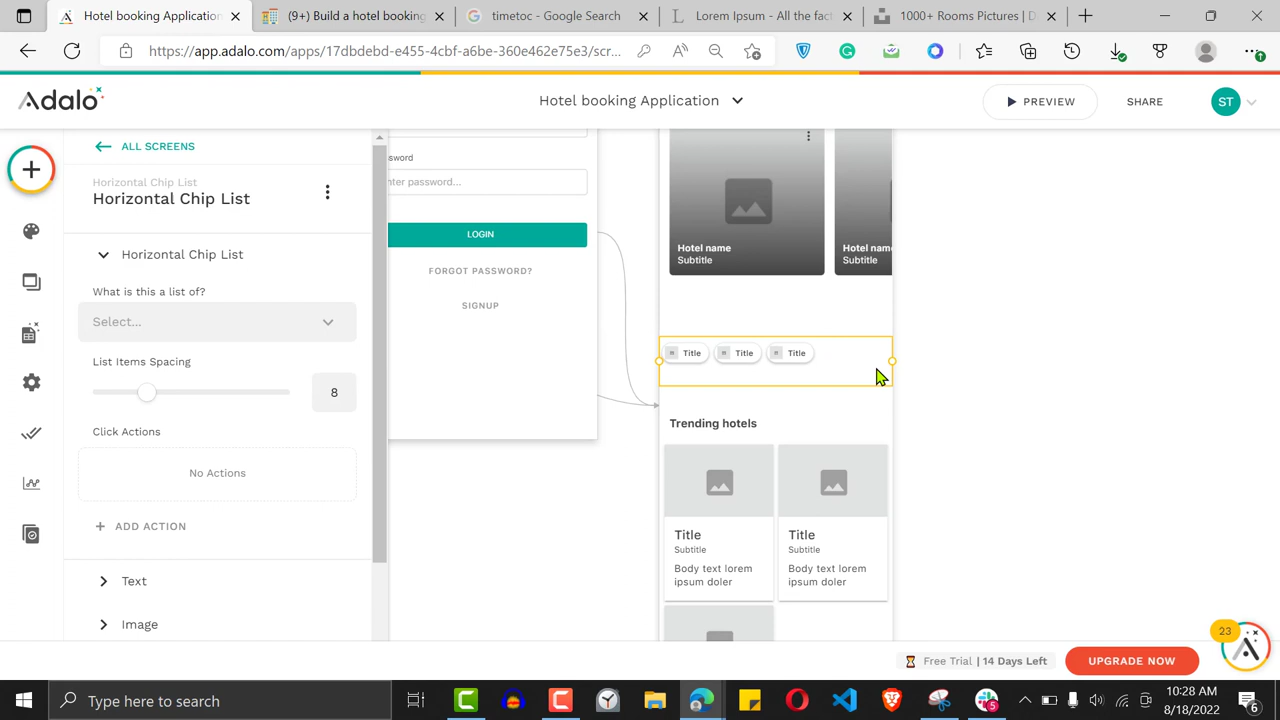 Hotel booking Application
(9+) Build a hotel booking
timetoc - Google Search
Lorem Ipsum - All the fact
1000+ Rooms Pictures | D
https://app.adalo.com/apps/17dbdebd-e455-4cbf-a6be-360e462e75e3/scr...
Adalo
Hotel booking Application
PREVIEW
SHARE
ST
ALL SCREENS
Horizontal Chip List
Horizontal Chip List
Horizontal Chip List
What is this a list of?
Select...
List Items Spacing
8
Click Actions
No Actions
ADD ACTION
Text
Image
ssword
nter password...
LOGIN
FORGOT PASSWORD?
SIGNUP
Hotel name
Subtitle
Hotel nam
Subtitle
Title
Title
Title
Trending hotels
Title
Subtitle
Body text lorem
ipsum doler
Title
Subtitle
Body text lorem
ipsum doler
23
Free Trial | 14 Days Left
UPGRADE NOW
Type here to search
5
10:28 AM
8/18/2022
6